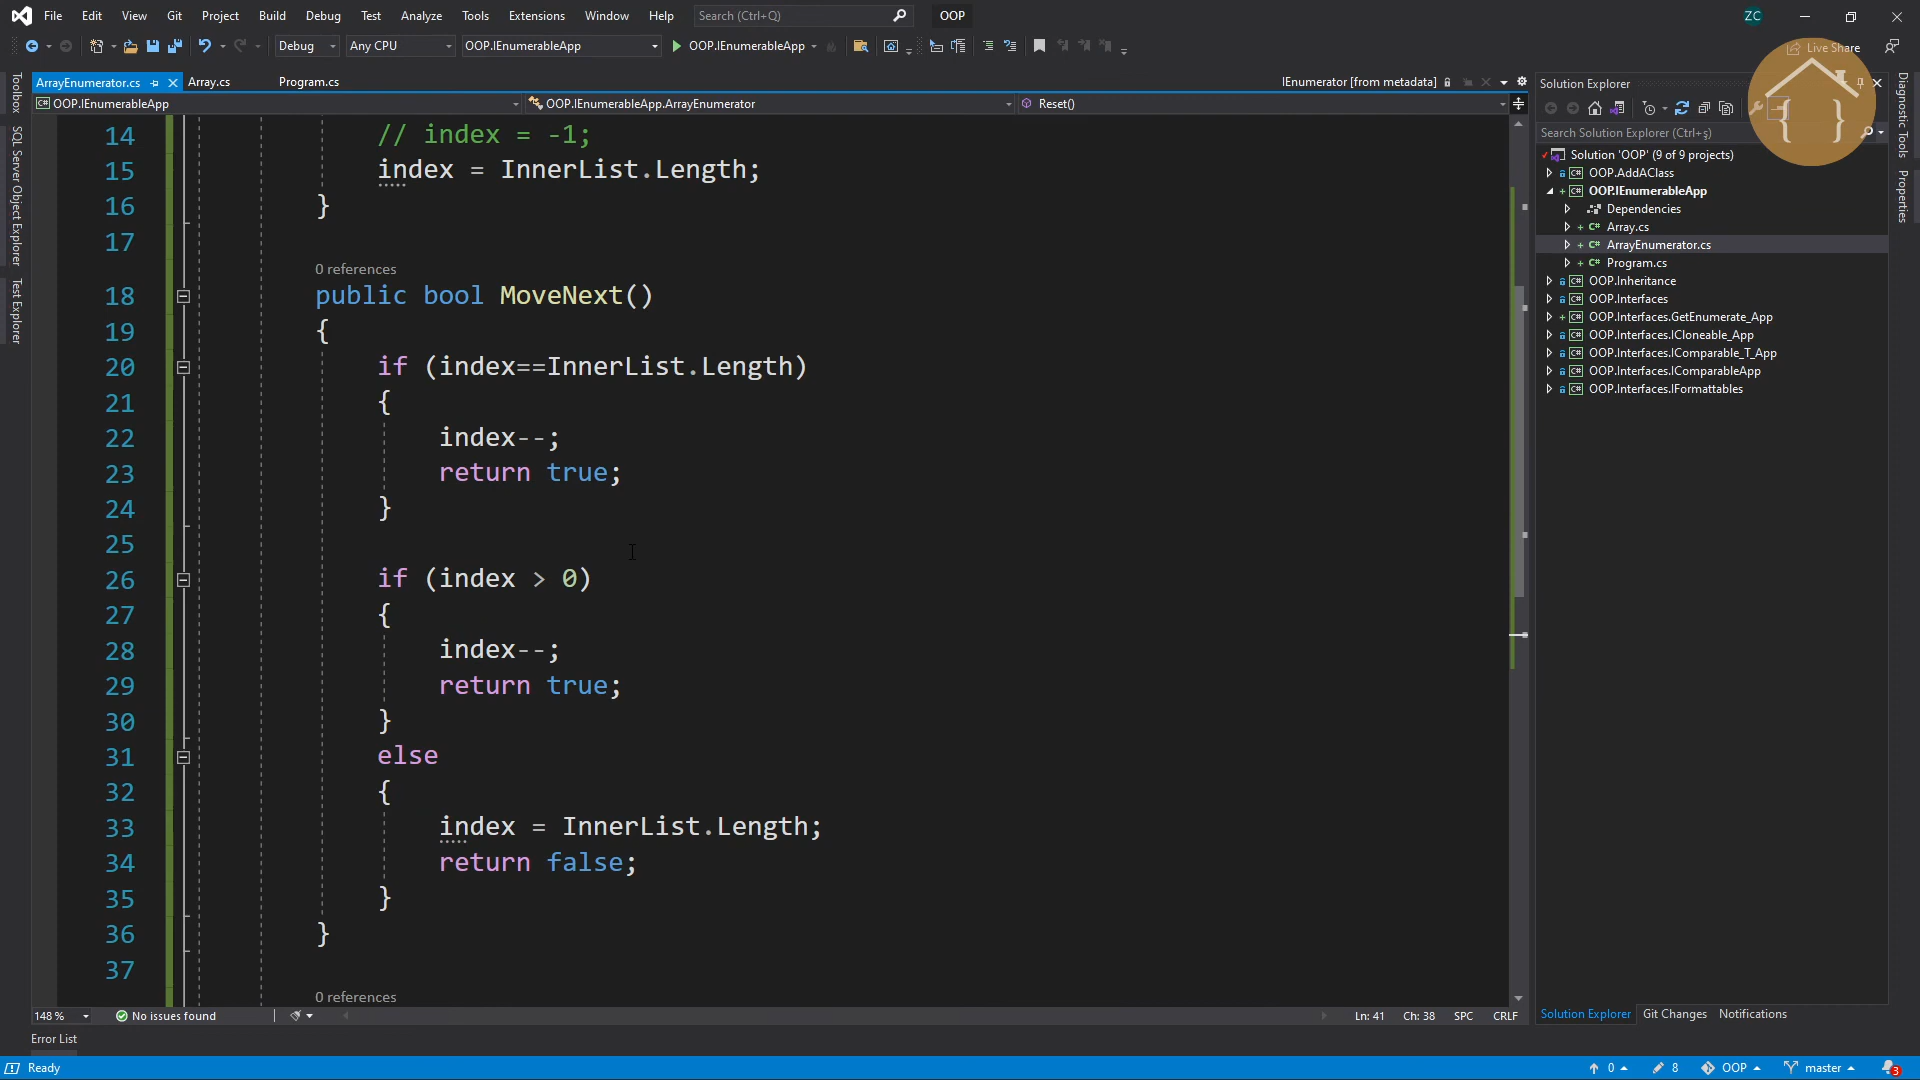 File Edit View Git Project Build Debug Test Analyze Tools Extensions Window Help Search (Ctrl+Q) OOP ZC
Debug Any CPU OOP.IEnumerableApp OOP.IEnumerableApp Live Share
ArrayEnumerator.cs Array.cs Program.cs IEnumerator [from metadata]
OOP.IEnumerableApp OOP.IEnumerableApp.ArrayEnumerator Reset()
Toolbox
SQL Server Object Explorer
Test Explorer
14 // index = -1;
15 index = InnerList.Length;
16 }
17
0 references
18 public bool MoveNext()
19 {
20 if (index==InnerList.Length)
21 {
22 index--;
23 return true;
24 }
25
26 if (index > 0)
27 {
28 index--;
29 return true;
30 }
31 else
32 {
33 index = InnerList.Length;
34 return false;
35 }
36 }
37
0 references
148 % No issues found Ln: 41 Ch: 38 SPC CRLF
Solution Explorer
Search Solution Explorer (Ctrl+ş)
Solution 'OOP' (9 of 9 projects)
OOP.AddAClass
OOP.IEnumerableApp
Dependencies
Array.cs
ArrayEnumerator.cs
Program.cs
OOP.Inheritance
OOP.Interfaces
OOP.Interfaces.GetEnumerate_App
OOP.Interfaces.ICloneable_App
OOP.Interfaces.IComparable_T_App
OOP.Interfaces.IComparableApp
OOP.Interfaces.IFormattables
Solution Explorer Git Changes Notifications
Diagnostic Tools
Properties
Error List
Ready 0 8 OOP master 3